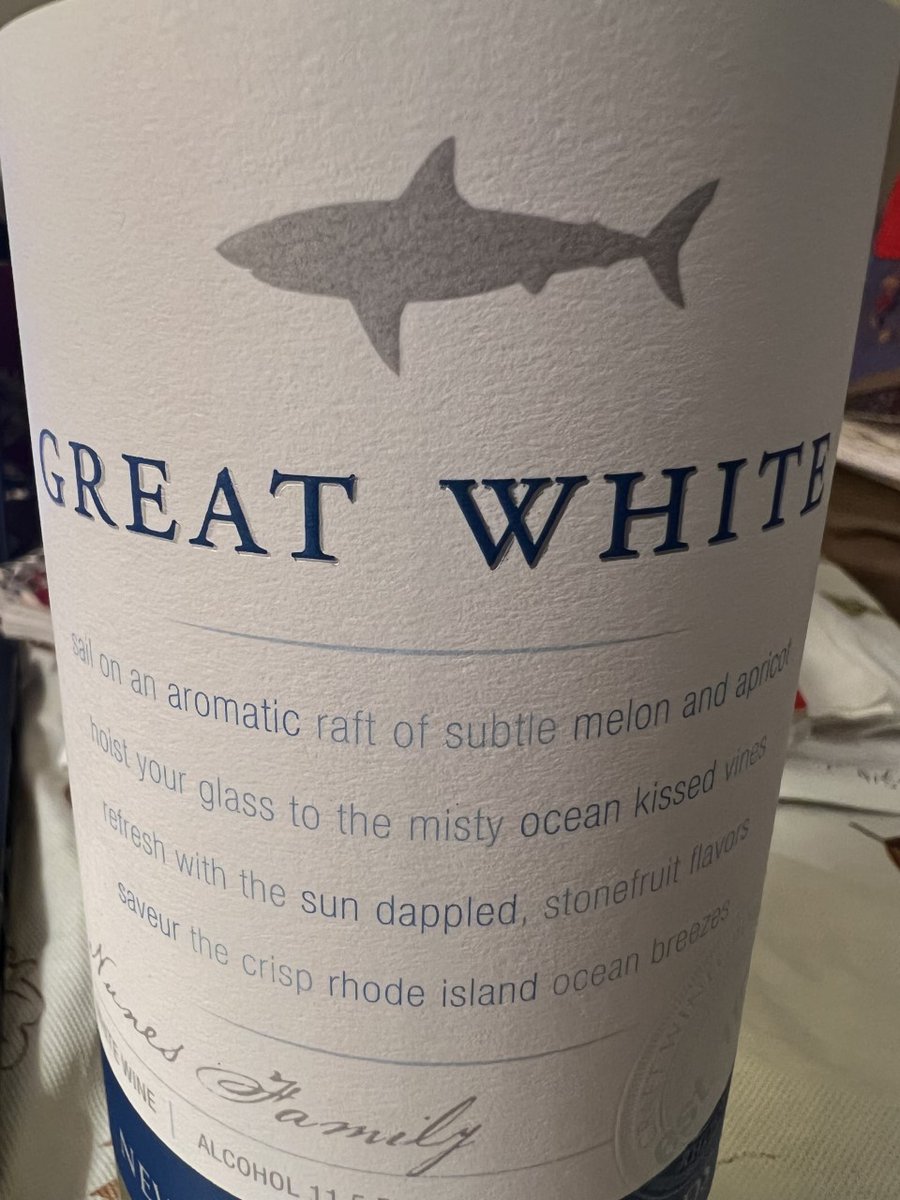 GREAT WHITE
sail on an aromatic raft of subtle melon and apricot
hoist your glass to the misty ocean kissed vines
refresh with the sun dappled, stonefruit flavors
saveur the crisp rhode island ocean breezes
Nunes Family
WINE | ALCOHOL 11.5